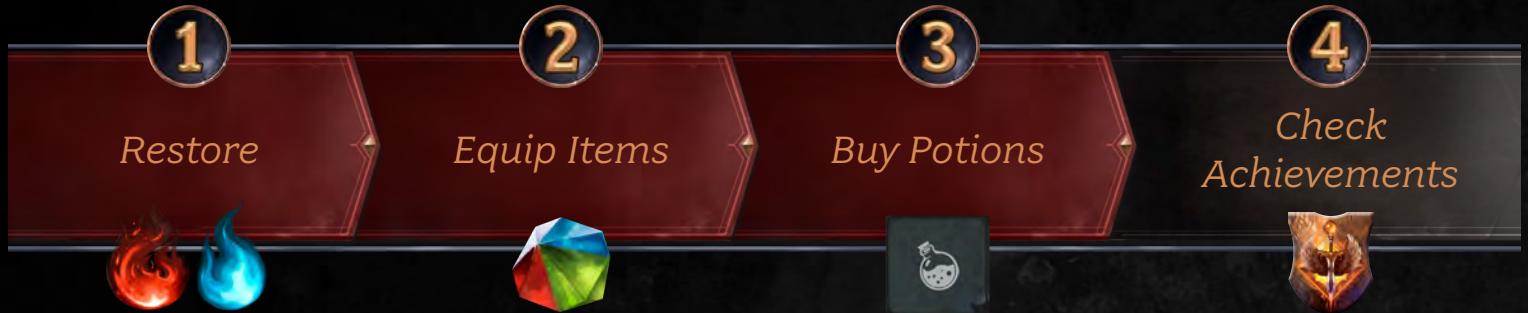 1
2
3
4
Restore
Equip Items
Buy Potions
Check
Achievements